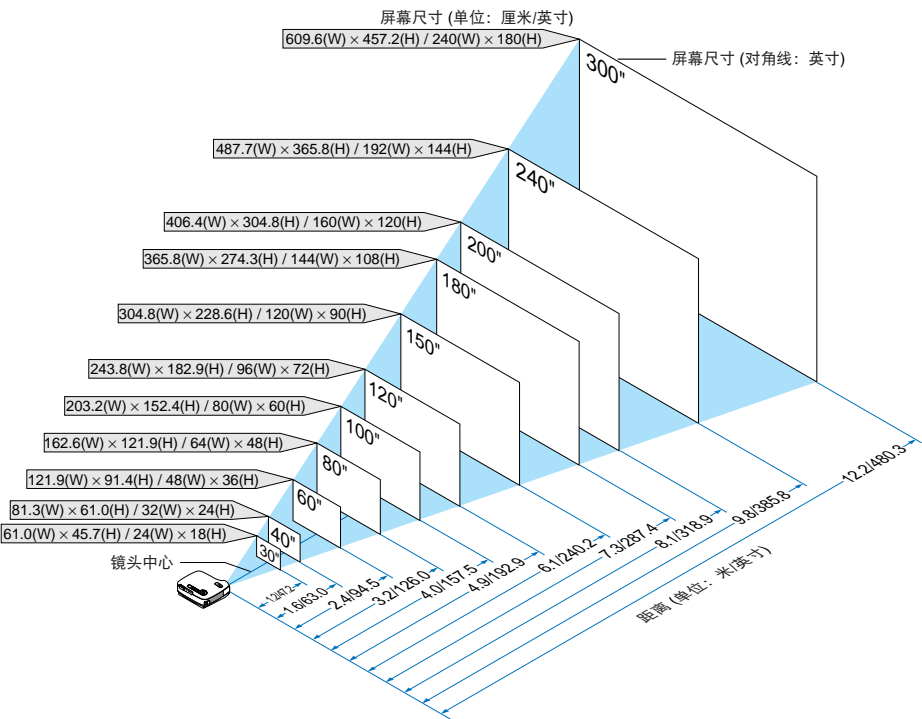 屏幕尺寸 (单位：厘米/英寸)
609.6(W) × 457.2(H) / 240(W) × 180(H)
屏幕尺寸 (对角线：英寸)
300"
487.7(W) × 365.8(H) / 192(W) × 144(H)
240"
406.4(W) × 304.8(H) / 160(W) × 120(H)
200"
365.8(W) × 274.3(H) / 144(W) × 108(H)
180"
304.8(W) × 228.6(H) / 120(W) × 90(H)
150"
243.8(W) × 182.9(H) / 96(W) × 72(H)
120"
203.2(W) × 152.4(H) / 80(W) × 60(H)
100"
162.6(W) × 121.9(H) / 64(W) × 48(H)
80"
121.9(W) × 91.4(H) / 48(W) × 36(H)
60"
81.3(W) × 61.0(H) / 32(W) × 24(H)
40"
61.0(W) × 45.7(H) / 24(W) × 18(H)
30"
镜头中心
1.2/47.2
1.6/63.0
2.4/94.5
3.2/126.0
4.0/157.5
4.9/192.9
6.1/240.2
7.3/287.4
8.1/318.9
9.8/385.8
12.2/480.3
距离 (单位：米/英寸)